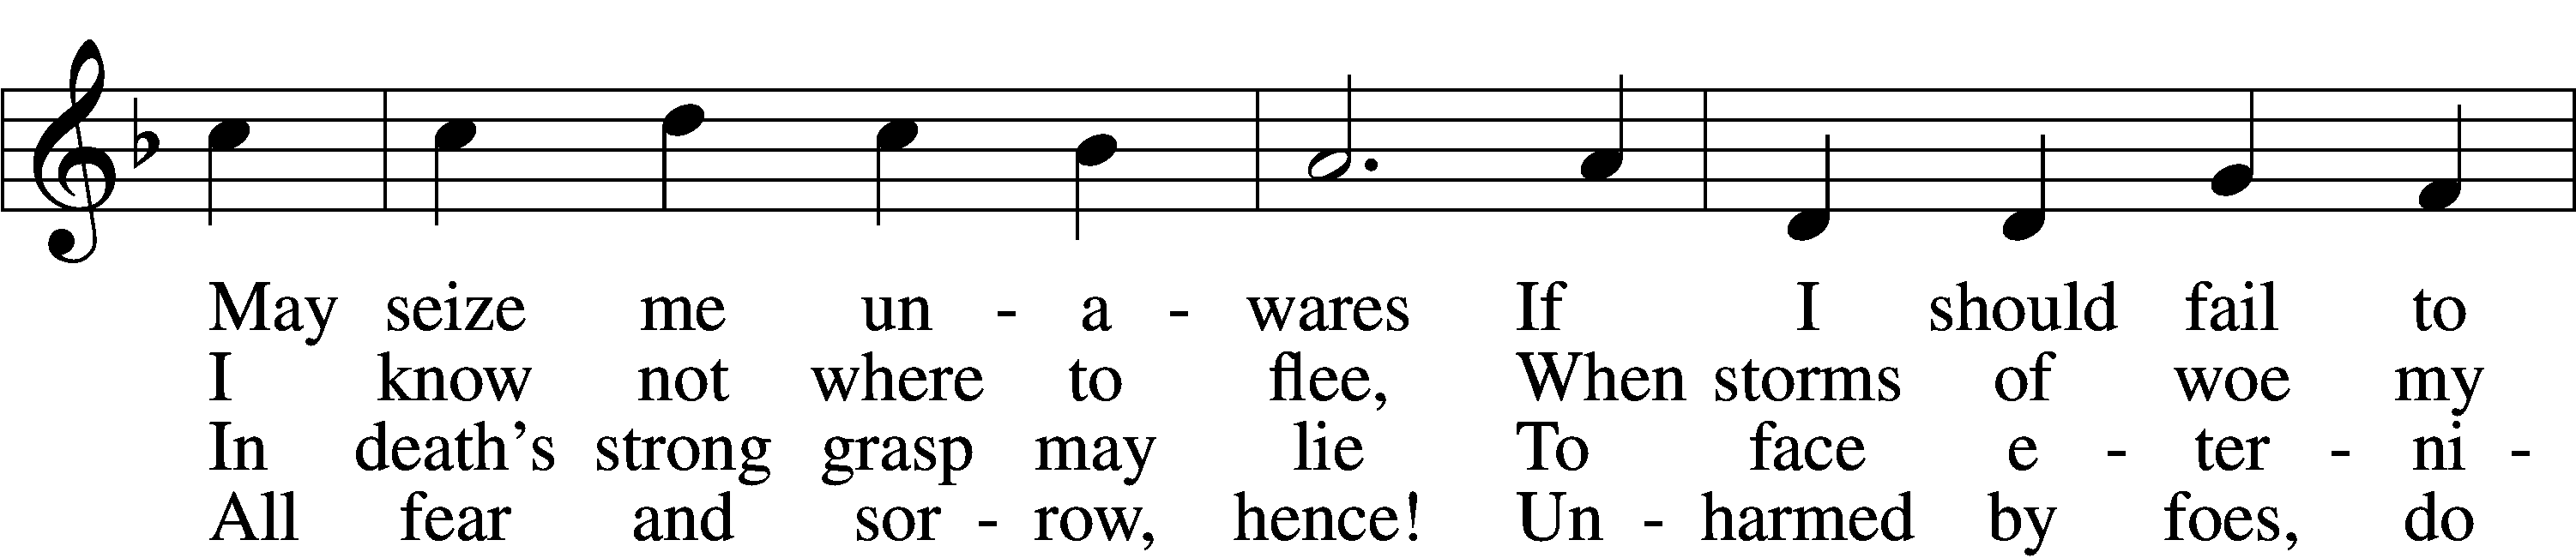 May seize me un - a - wares If I should fail to
I know not where to flee, When storms of woe my
In death's strong grasp may lie To face e - ter - ni -
All fear and sor - row, hence! Un - harmed by foes, do